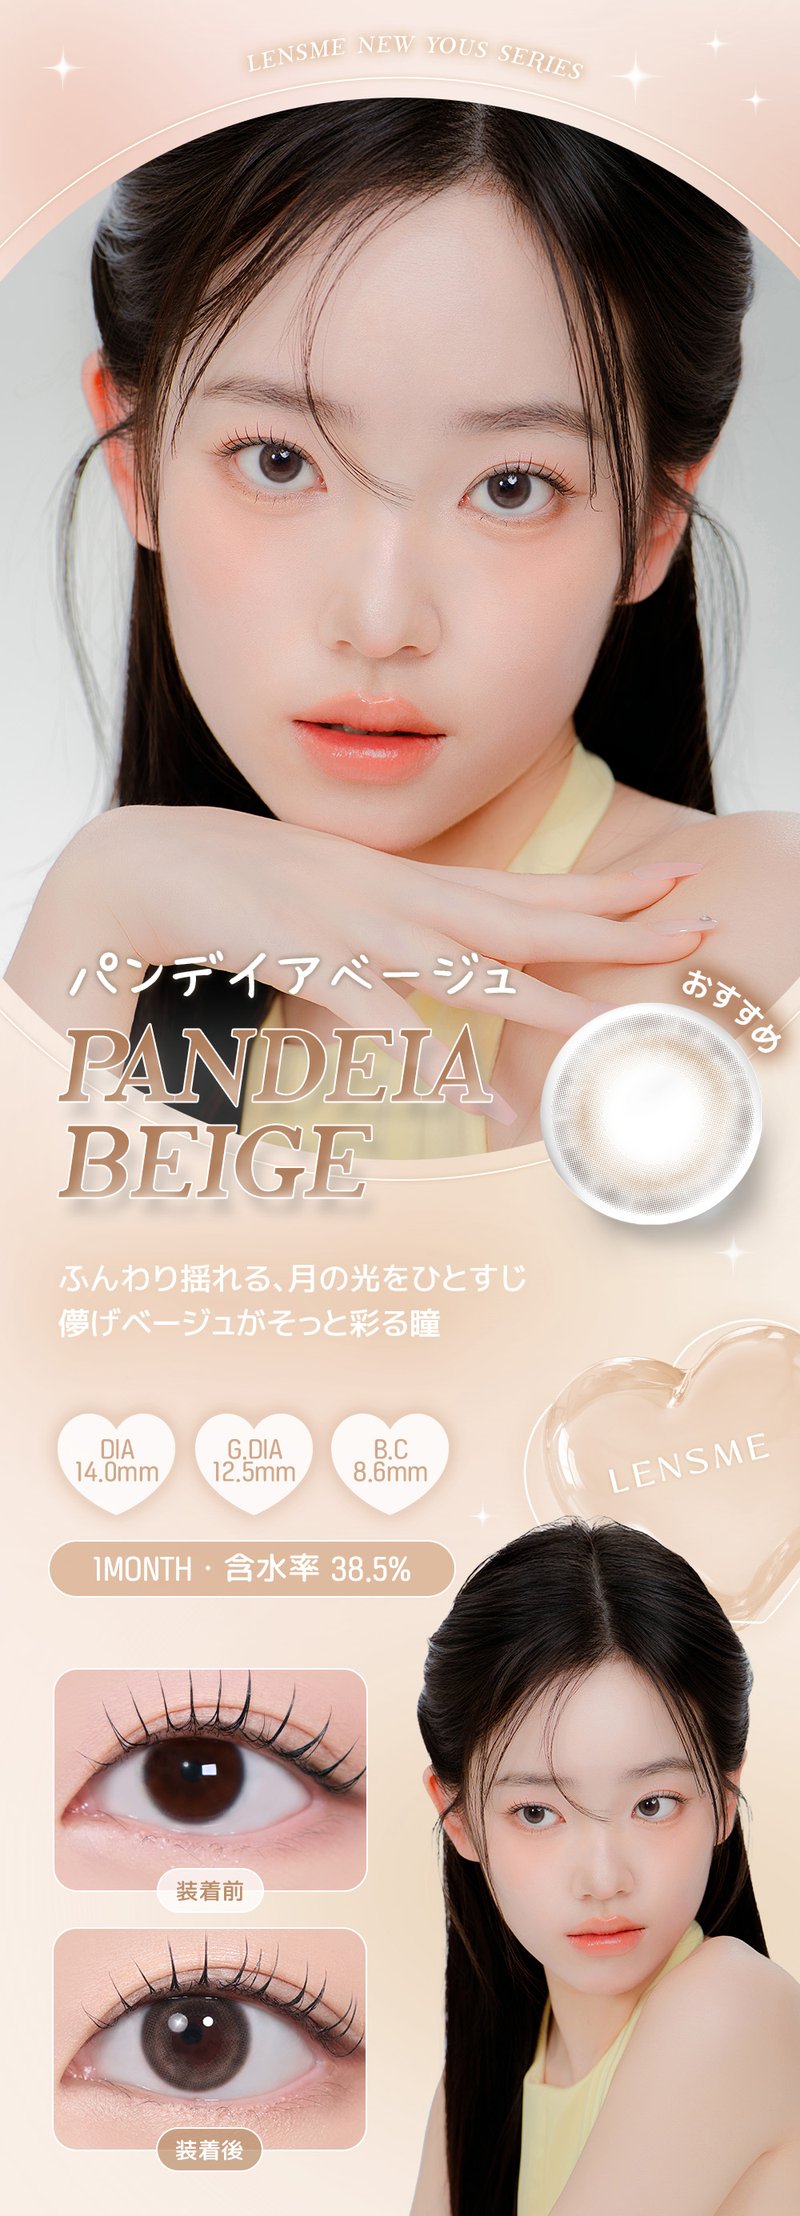 LENSME NEW YOUS SERIES
パンデイアベージュ
おすすめ
PANDEIA
BEIGE
ふんわり揺れる、月の光をひとすじ
儚げベージュがそっと彩る瞳
DIA
14.0mm
G.DIA
12.5mm
B.C
8.6mm
LENSME
1MONTH・含水率 38.5%
装着前
装着後